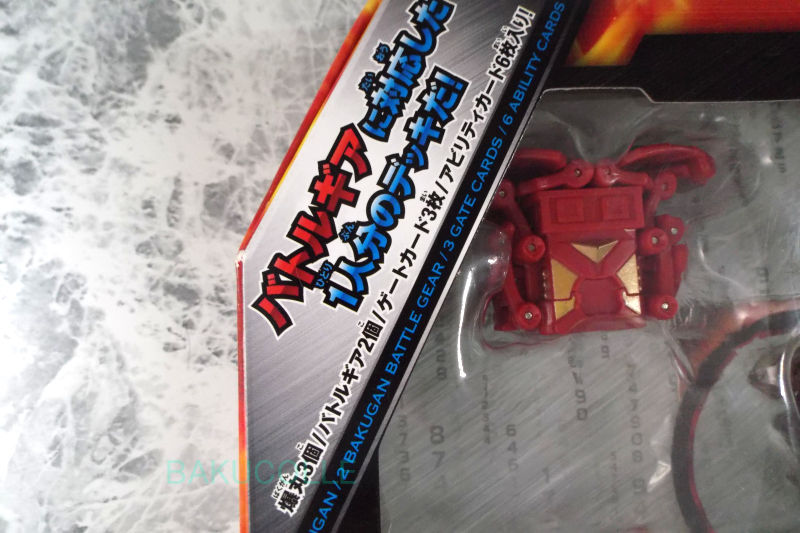 バトルギアに対応した
1人分のデッキだ!
爆丸3個//バトルギア2個/ゲートカード3枚/アビリティカード6枚入り!
/ 2 BAKUGAN BATTLE GEAR / 3 GATE CARDS / 6 ABILITY CARDS
BAKUCOLLE